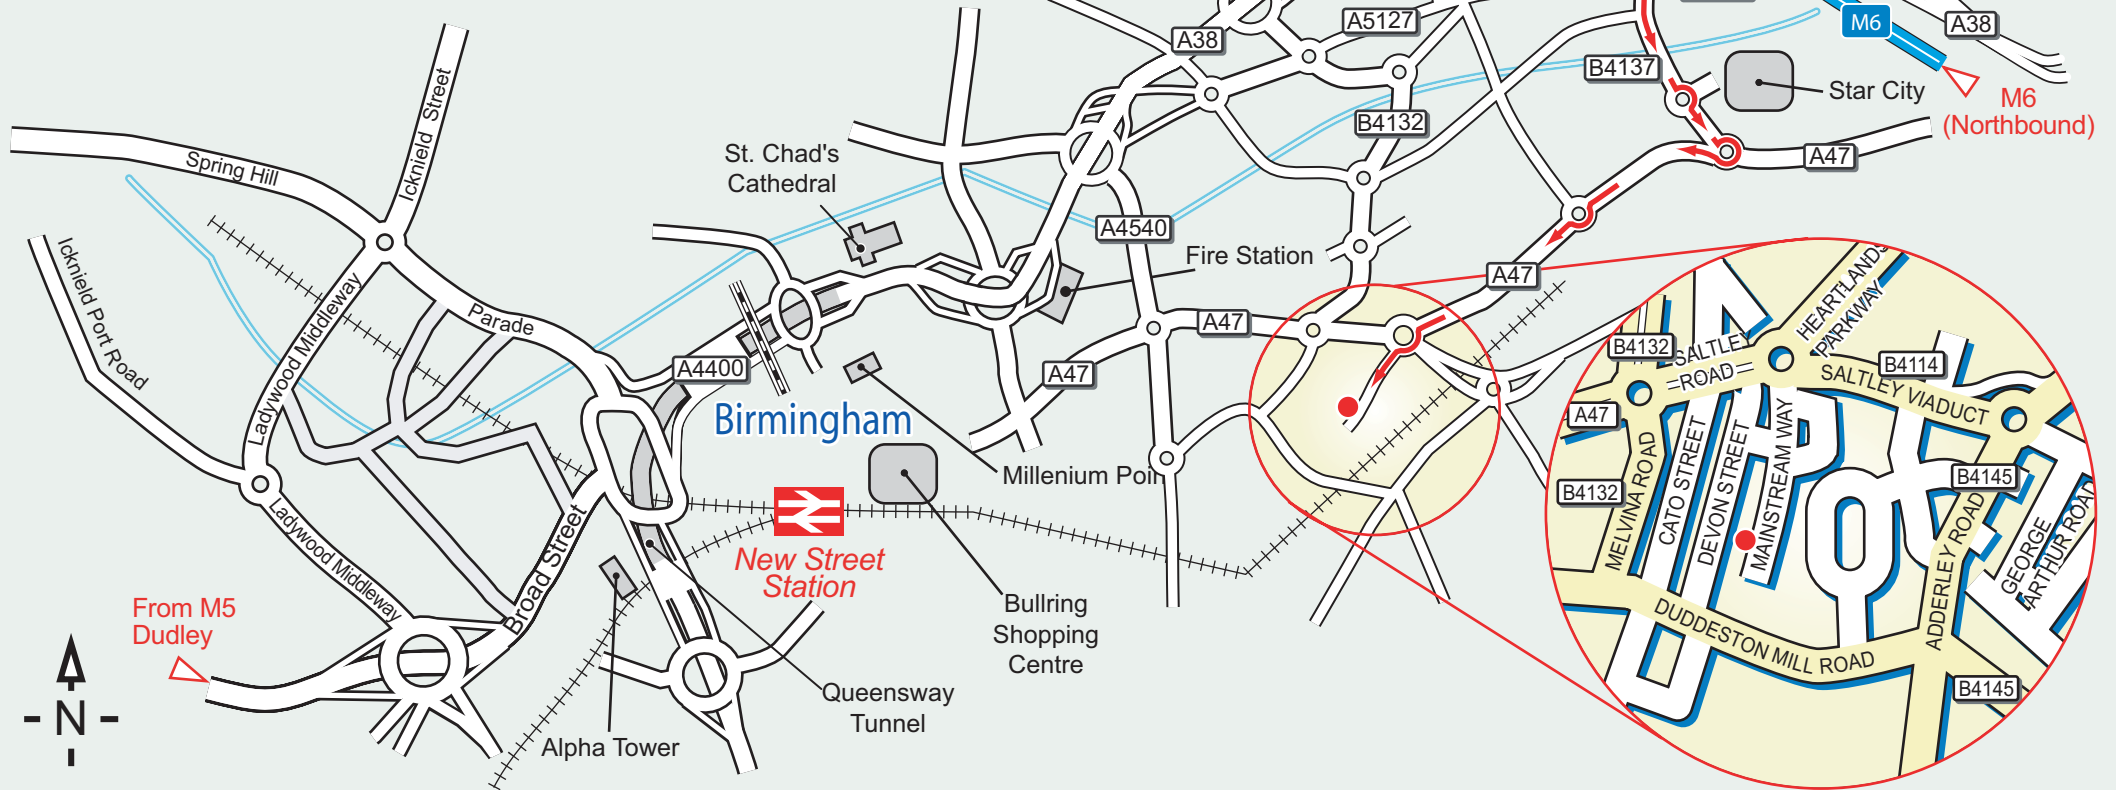 A5127
A38
M6
A38
B4137
Star City
M6
(Northbound)
Icknield Street
Spring Hill
B4132
St. Chad's
Cathedral
A47
A4540
Fire Station
A47
Icknield Port Road
Ladywood Middleway
Parade
A47
A4400
A47
Birmingham
Millenium Poin
New Street
Station
Broad Street
Ladywood Middleway
Bullring
Shopping
Centre
From M5
Dudley
Queensway
Tunnel
Alpha Tower
N
HEARTLANDS
PARKWAY
B4132
SALTLEY
ROAD
B4114
SALTLEY VIADUCT
A47
B4132
MELVINA ROAD
CATO STREET
DEVON STREET
MAINSTREAM WAY
B4145
ADDERLEY ROAD
GEORGE
ARTHUR ROAD
DUDDESTON MILL ROAD
B4145